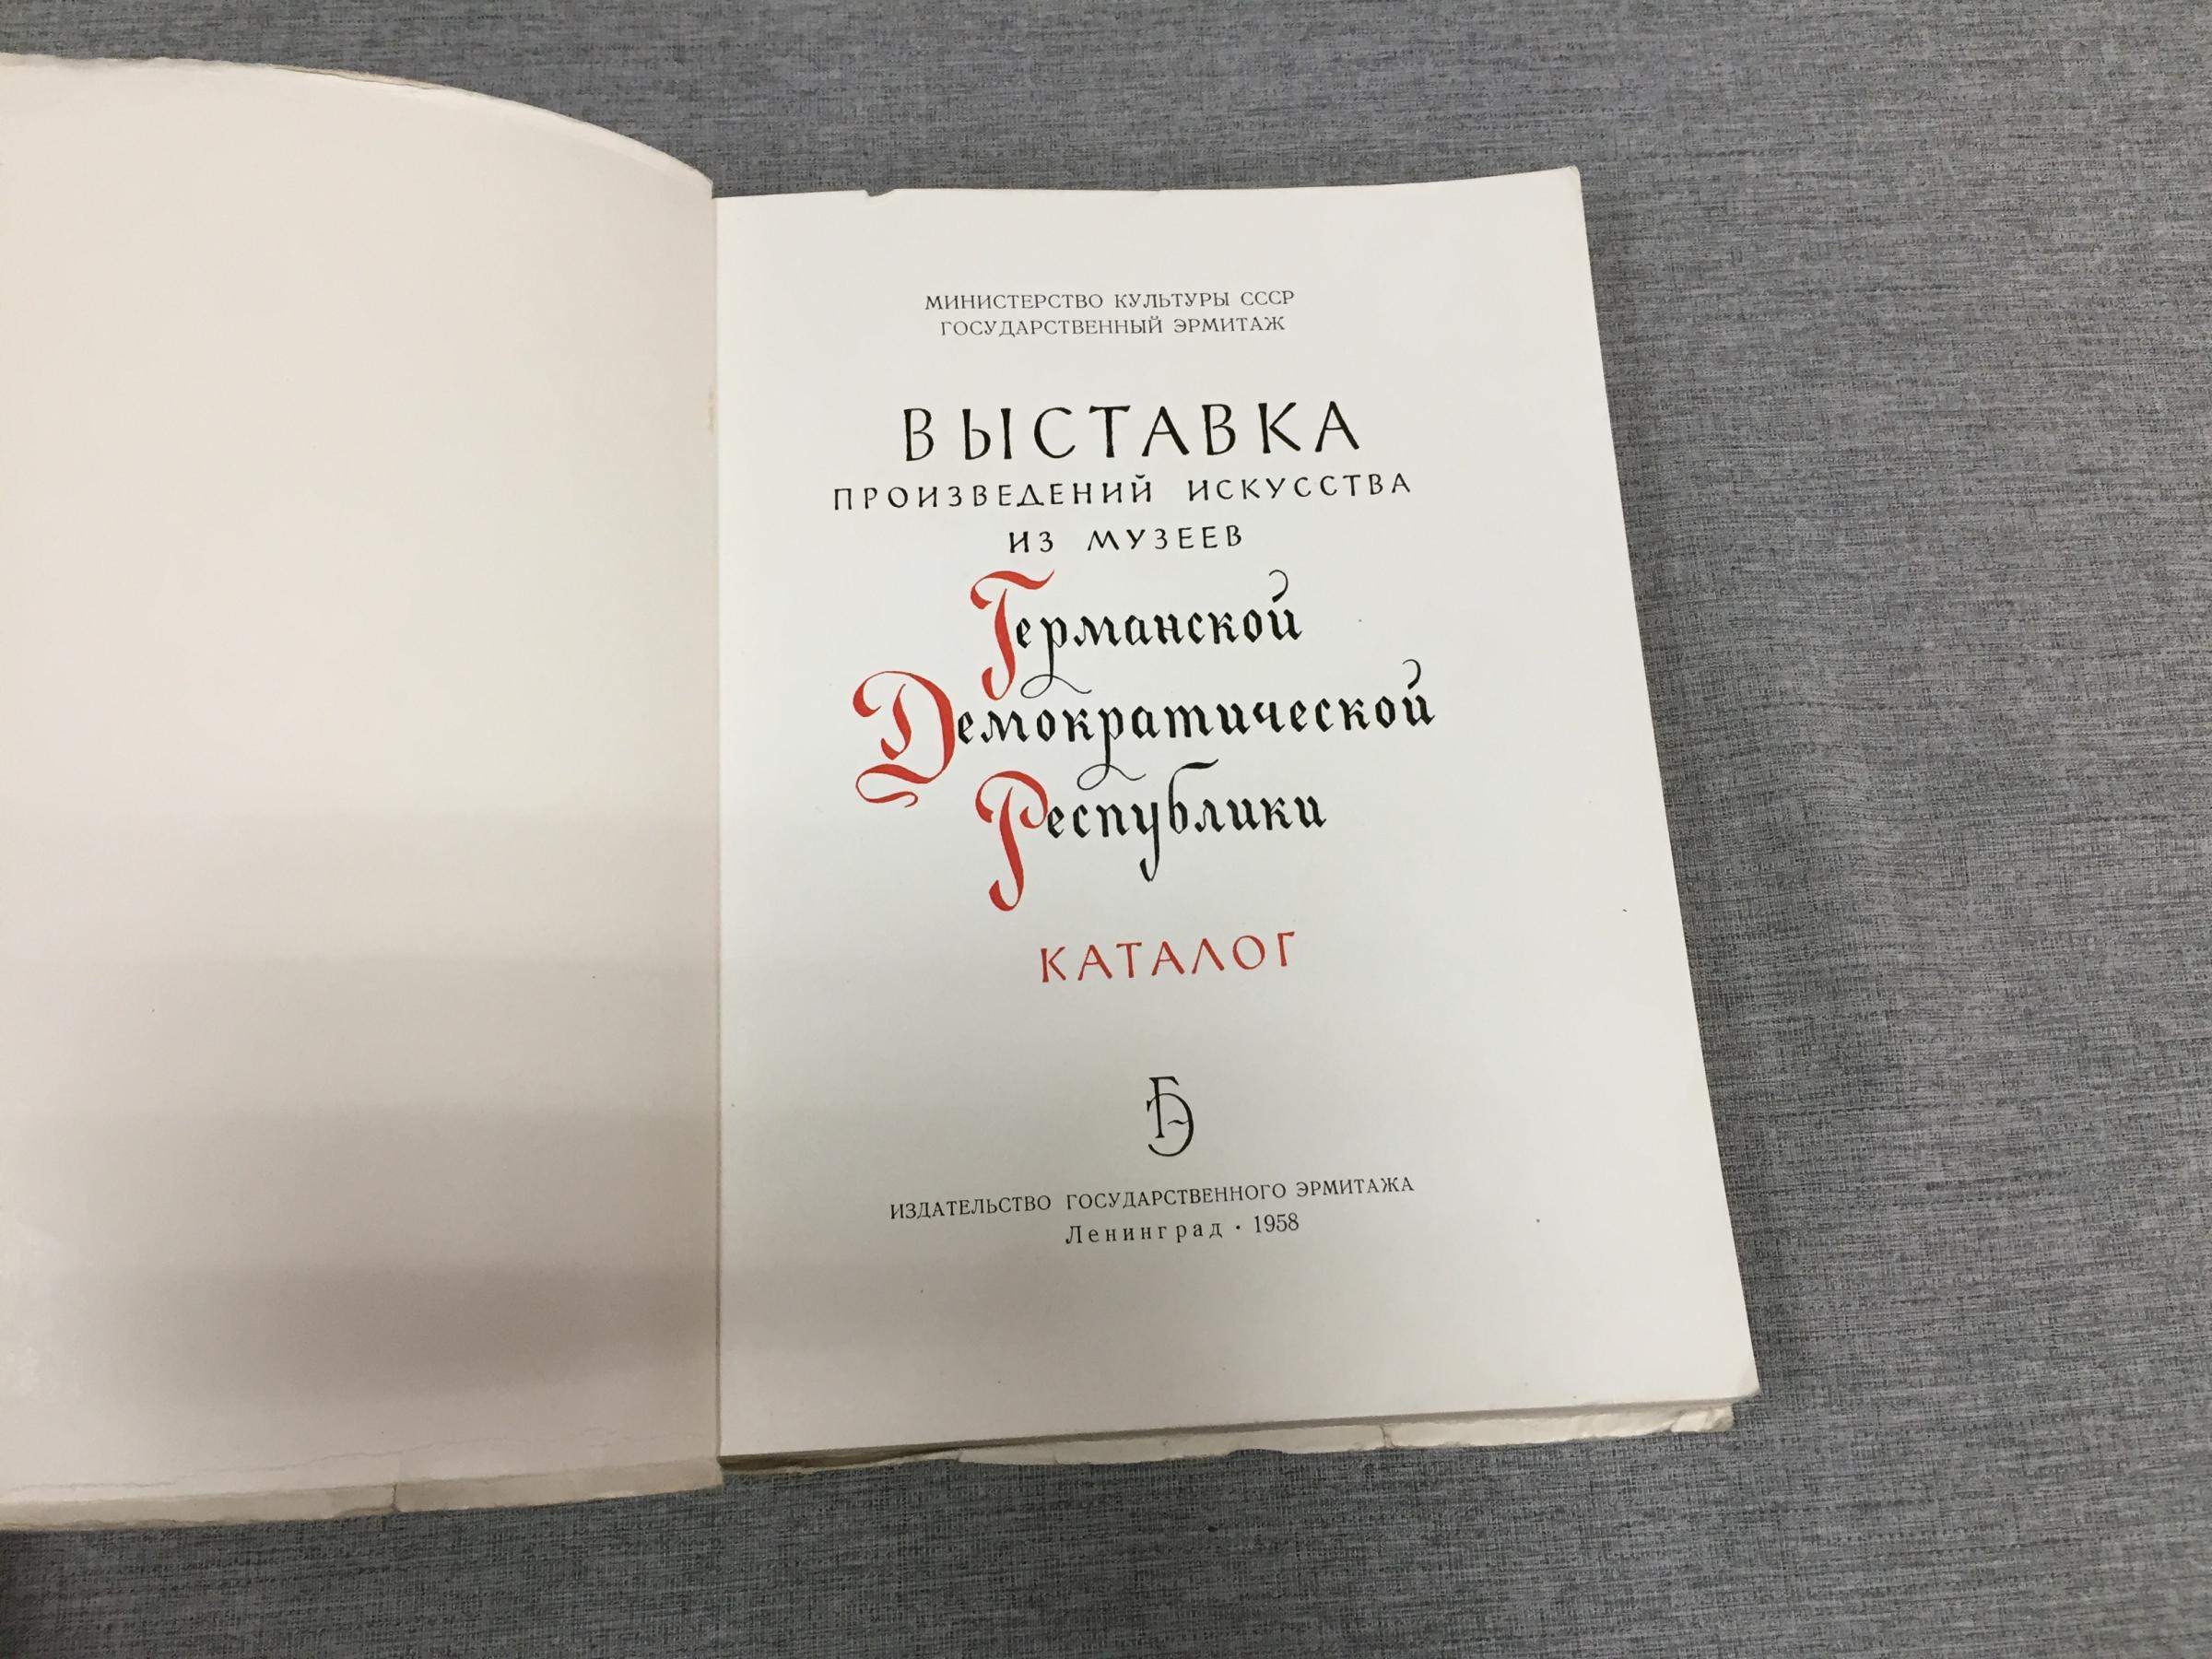 МИНИСТЕРСТВО КУЛЬТУРЫ СССР
ГОСУДАРСТВЕННЫЙ ЭРМИТАЖ
ВЫСТАВКА
ПРОИЗВЕДЕНИЙ ИСКУССТВА
ИЗ МУЗЕЕВ
Германской
Демократической
Республики
КАТАЛОГ
ГЭ
ИЗДАТЕЛЬСТВО ГОСУДАРСТВЕННОГО ЭРМИТАЖА
Ленинград · 1958